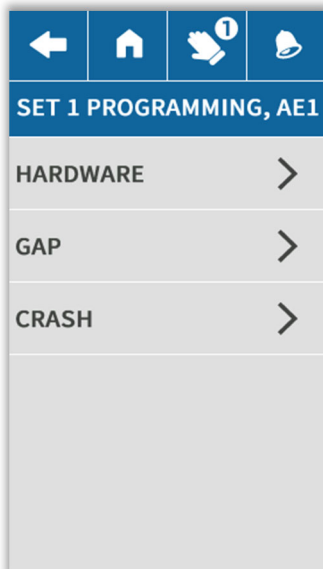 1
SET 1 PROGRAMMING, AE1
HARDWARE
GAP
CRASH